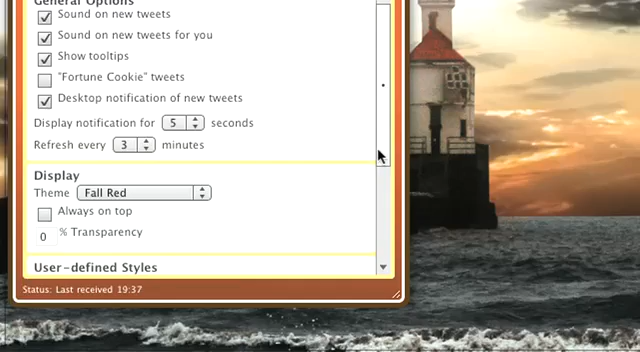 General Options
Sound on new tweets
Sound on new tweets for you
Show tooltips
"Fortune Cookie" tweets
Desktop notification of new tweets
Display notification for 5 seconds
Refresh every 3 minutes
Display
Theme Fall Red
Always on top
0 % Transparency
User-defined Styles
Status: Last received 19:37